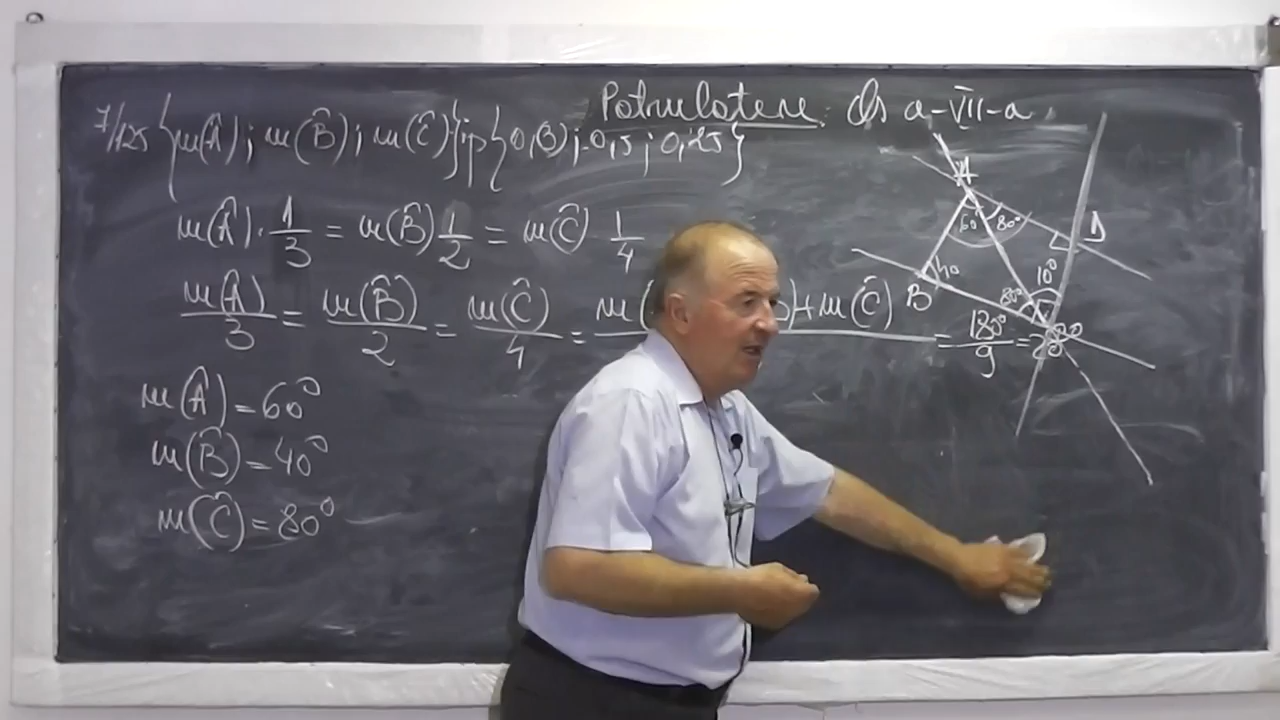 Patrulatere. Cls a-VII-a
7/125 {m(Â); m(B̂); m(Ĉ)} ip {0,(3); 0,5; 0,25}
m(Â)·1/3 = m(B̂) 1/2 = m(Ĉ) 1/4
m(Â)/3 = m(B̂)/2 = m(Ĉ)/4 = +m(Ĉ) = 180°/9 = 20°
m(Â)=60°
m(B̂)=40°
m(Ĉ)=80°
A
60° 80°
D
B 40
80° 10°